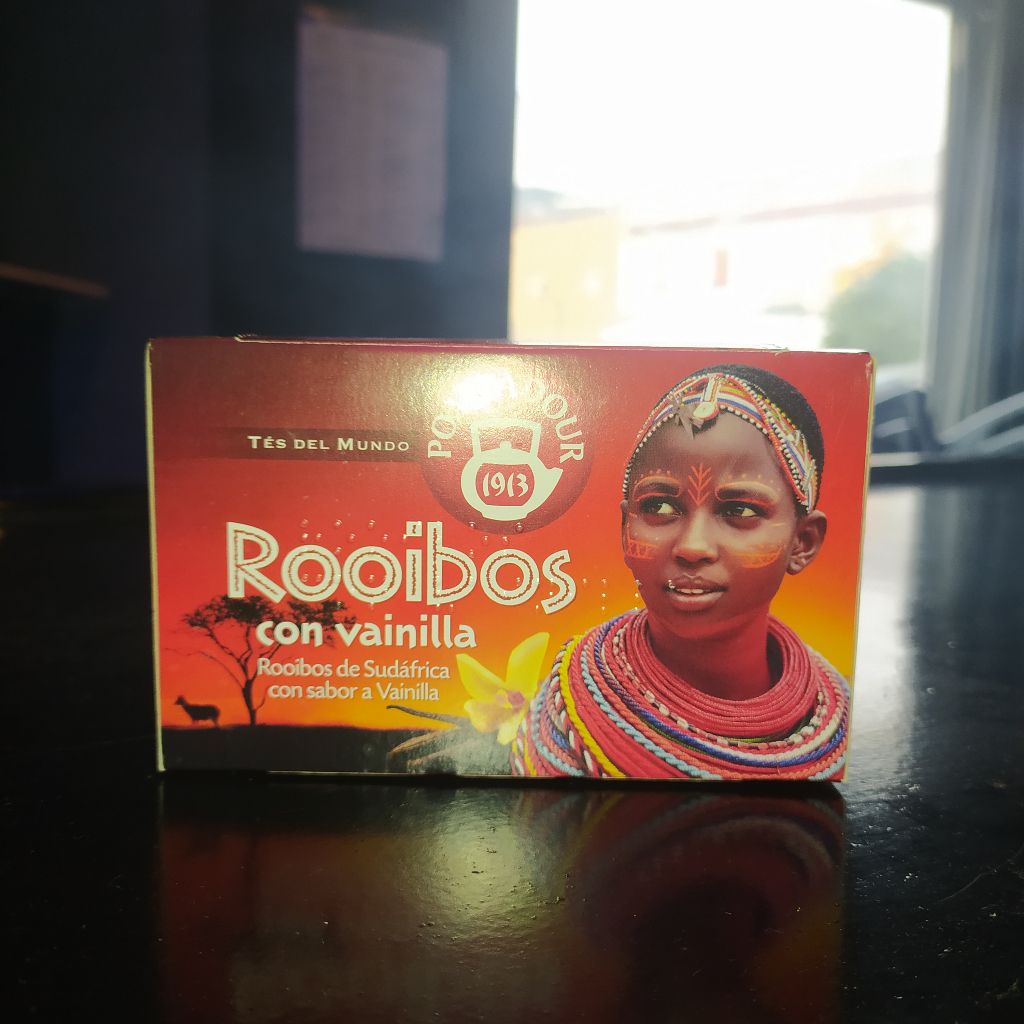 TÉS DEL MUNDO
POMPADOUR
1913
Rooibos
con vainilla
Rooibos de Sudáfrica
con sabor a Vainilla